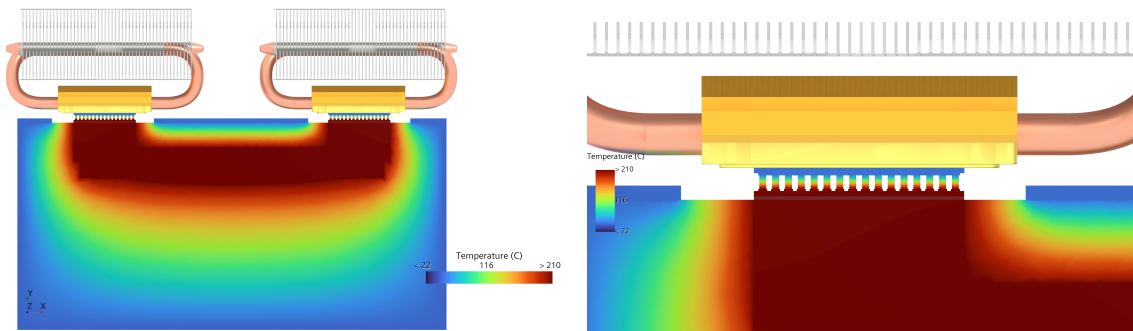 Temperature (C)
< 22
116
> 210
Y
Z
X
Temperature (C)
> 210
116
< 22